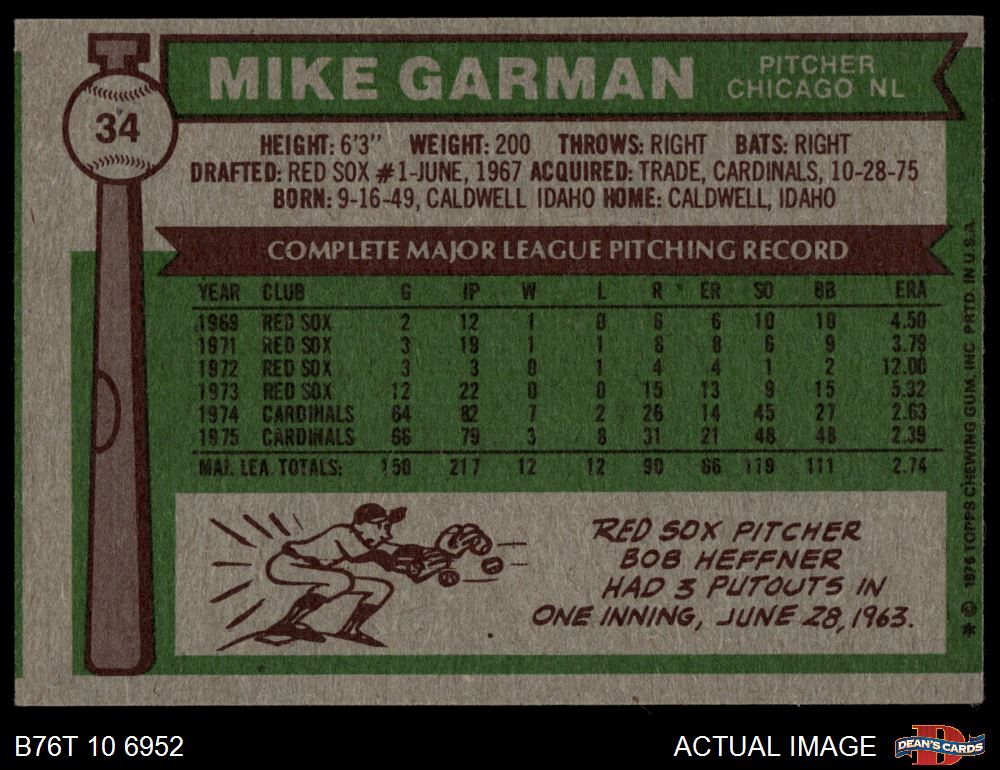 34
MIKE GARMAN
PITCHER
CHICAGO NL
HEIGHT: 6'3" WEIGHT: 200 THROWS: RIGHT BATS: RIGHT
DRAFTED: RED SOX #1-JUNE, 1967 ACQUIRED: TRADE, CARDINALS, 10-28-75
BORN: 9-16-49, CALDWELL IDAHO HOME: CALDWELL, IDAHO
COMPLETE MAJOR LEAGUE PITCHING RECORD
YEAR CLUB G IP W L R ER SO BB ERA
1969 RED SOX 2 12 1 0 6 6 10 10 4.50
1971 RED SOX 3 19 1 1 8 8 6 9 3.79
1972 RED SOX 3 3 0 1 4 4 1 2 12.00
1973 RED SOX 12 22 0 0 15 13 9 15 5.32
1974 CARDINALS 64 82 7 2 26 14 45 27 2.63
1975 CARDINALS 66 79 3 8 31 21 48 48 2.39
MAJ. LEA. TOTALS: 150 217 12 12 90 66 119 111 2.74
RED SOX PITCHER
BOB HEFFNER
HAD 3 PUTOUTS IN
ONE INNING, JUNE 28, 1963.
* © 1976 TOPPS CHEWING GUM, INC. PRTD. IN U.S.A.
B76T 10 6952
ACTUAL IMAGE
DEAN'S CARDS